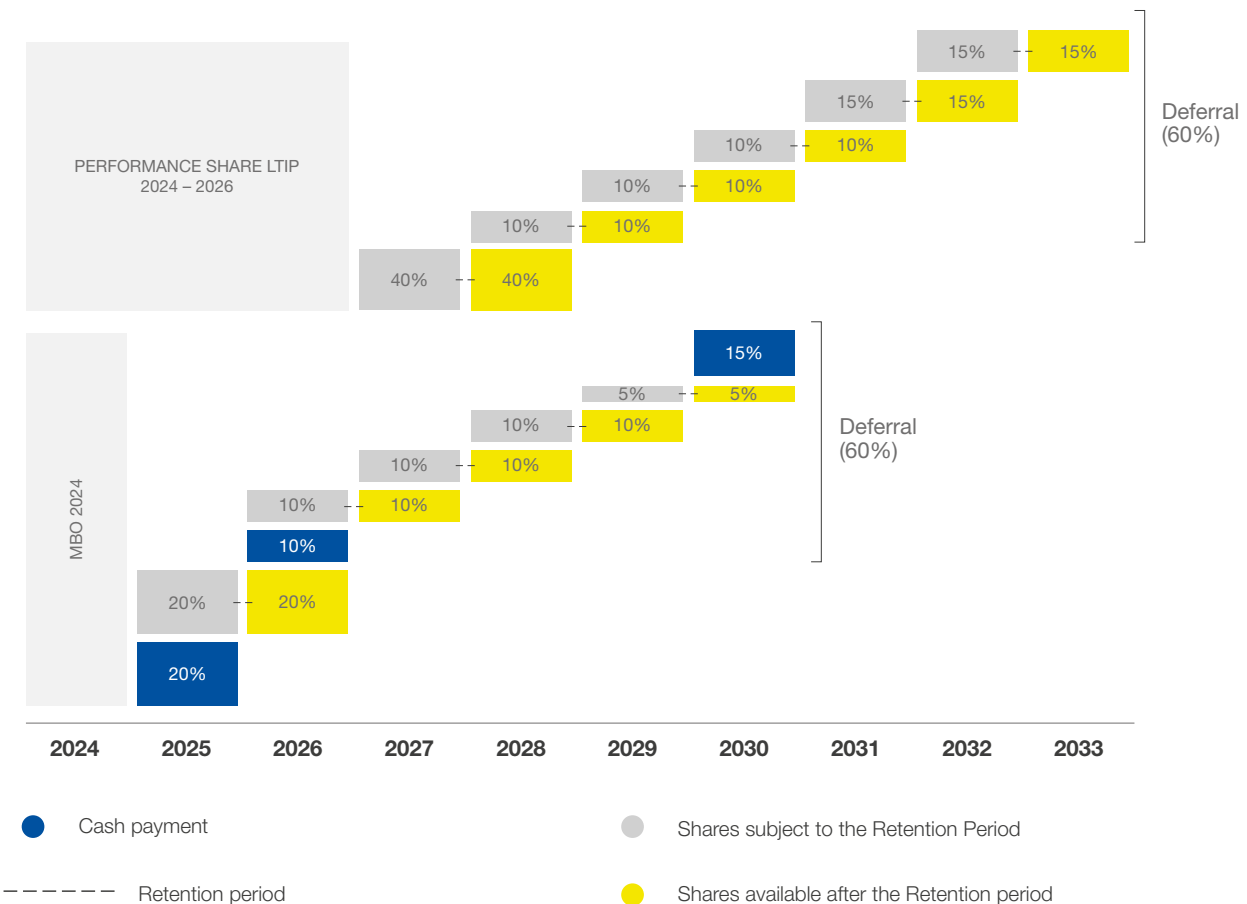 15% 15%
15% 15%
Deferral
(60%)
10% 10%
PERFORMANCE SHARE LTIP
2024 – 2026
10% 10%
10% 10%
40% 40%
15%
5% 5%
10% 10%
Deferral
(60%)
10% 10%
MBO 2024
10% 10%
10%
20% 20%
20%
2024 2025 2026 2027 2028 2029 2030 2031 2032 2033
Cash payment
Shares subject to the Retention Period
Retention period
Shares available after the Retention period